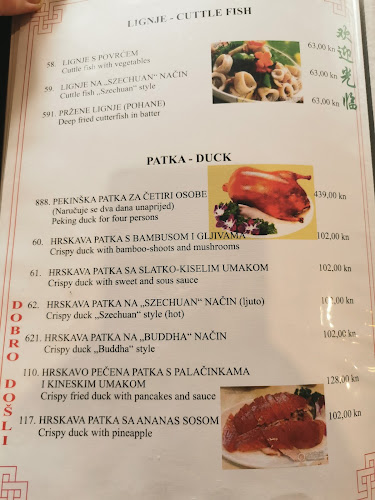 LIGNJE - CUTTLE FISH
58. LIGNJE S POVRĆEM 63,00 kn
Cuttle fish with vegetables
59. LIGNJE NA „SZECHUAN" NAČIN 63,00 kn
Cuttle fish „Szechuan" style
591. PRŽENE LIGNJE (POHANE) 63,00 kn
Deep fried cutterfish in batter
欢迎光临
PATKA - DUCK
888. PEKINŠKA PATKA ZA ČETIRI OSOBE 439,00 kn
(Naručuje se dva dana unaprijed)
Peking duck for four persons
60. HRSKAVA PATKA S BAMBUSOM I GLJIVAMA 102,00 kn
Crispy duck with bamboo-shoots and mushrooms
61. HRSKAVA PATKA SA SLATKO-KISELIM UMAKOM 102,00 kn
Crispy duck with sweet and sous sauce
62. HRSKAVA PATKA NA „SZECHUAN" NAČIN (ljuto) 102,00 kn
Crispy duck „Szechuan" style (hot)
621. HRSKAVA PATKA NA „BUDDHA" NAČIN 102,00 kn
Crispy duck „Buddha" style
110. HRSKAVO PEČENA PATKA S PALAČINKAMA
I KINESKIM UMAKOM 128,00 kn
Crispy fried duck with pancakes and sauce
117. HRSKAVA PATKA SA ANANAS SOSOM 102,00 kn
Crispy duck with pineapple
DOBRO DOŠLI